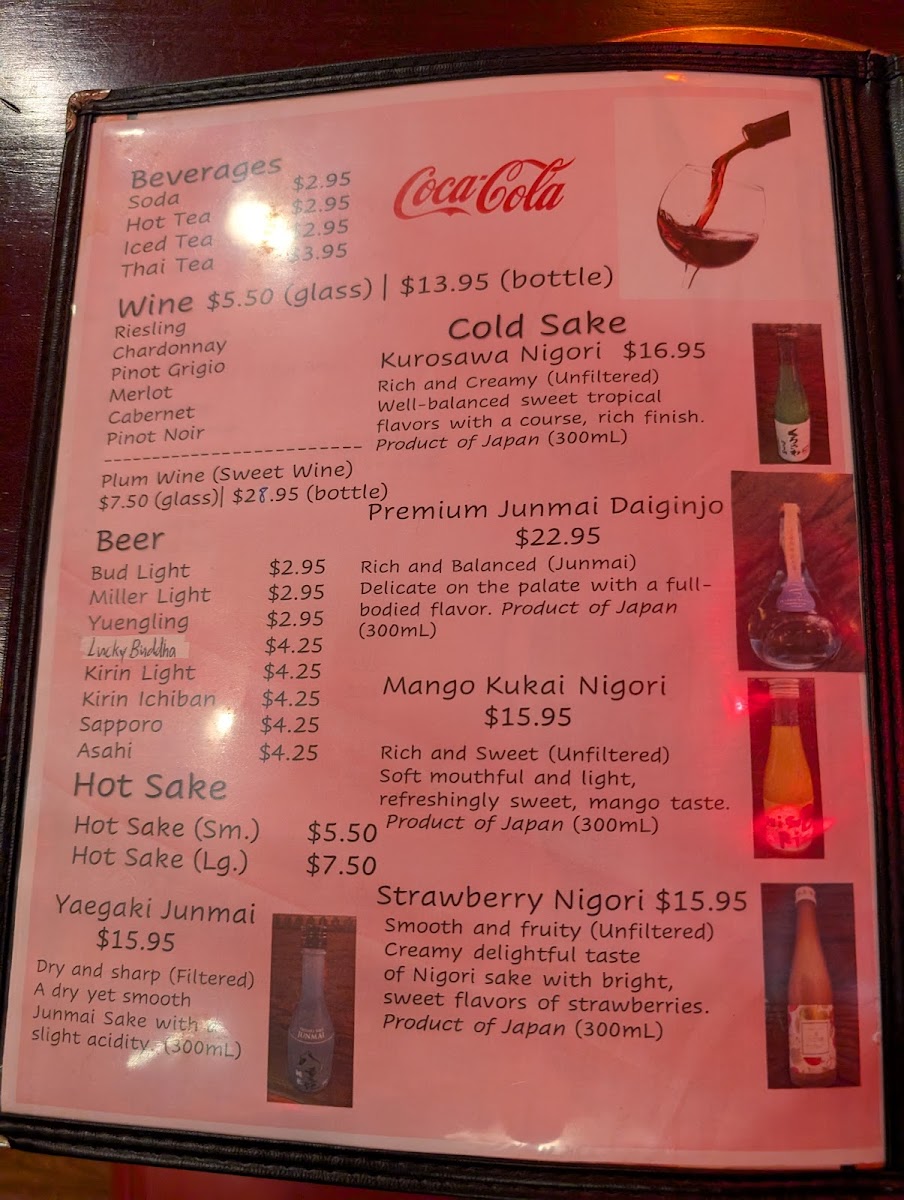 Beverages
Soda $2.95
Hot Tea $2.95
Iced Tea $2.95
Thai Tea $3.95
Coca-Cola
Wine $5.50 (glass) | $13.95 (bottle)
Riesling
Chardonnay
Pinot Grigio
Merlot
Cabernet
Pinot Noir
--------------------------
Plum Wine (Sweet Wine)
$7.50 (glass)| $28.95 (bottle)
Beer
Bud Light $2.95
Miller Light $2.95
Yuengling $2.95
Lucky Buddha $4.25
Kirin Light $4.25
Kirin Ichiban $4.25
Sapporo $4.25
Asahi $4.25
Hot Sake
Hot Sake (Sm.) $5.50
Hot Sake (Lg.) $7.50
Yaegaki Junmai
$15.95
Dry and sharp (Filtered)
A dry yet smooth
Junmai Sake with a
slight acidity. (300mL)
JUNMAI
Cold Sake
Kurosawa Nigori $16.95
Rich and Creamy (Unfiltered)
Well-balanced sweet tropical
flavors with a course, rich finish.
Product of Japan (300mL)
Premium Junmai Daiginjo
$22.95
Rich and Balanced (Junmai)
Delicate on the palate with a full-
bodied flavor. Product of Japan
(300mL)
Mango Kukai Nigori
$15.95
Rich and Sweet (Unfiltered)
Soft mouthful and light,
refreshingly sweet, mango taste.
Product of Japan (300mL)
Strawberry Nigori $15.95
Smooth and fruity (Unfiltered)
Creamy delightful taste
of Nigori sake with bright,
sweet flavors of strawberries.
Product of Japan (300mL)